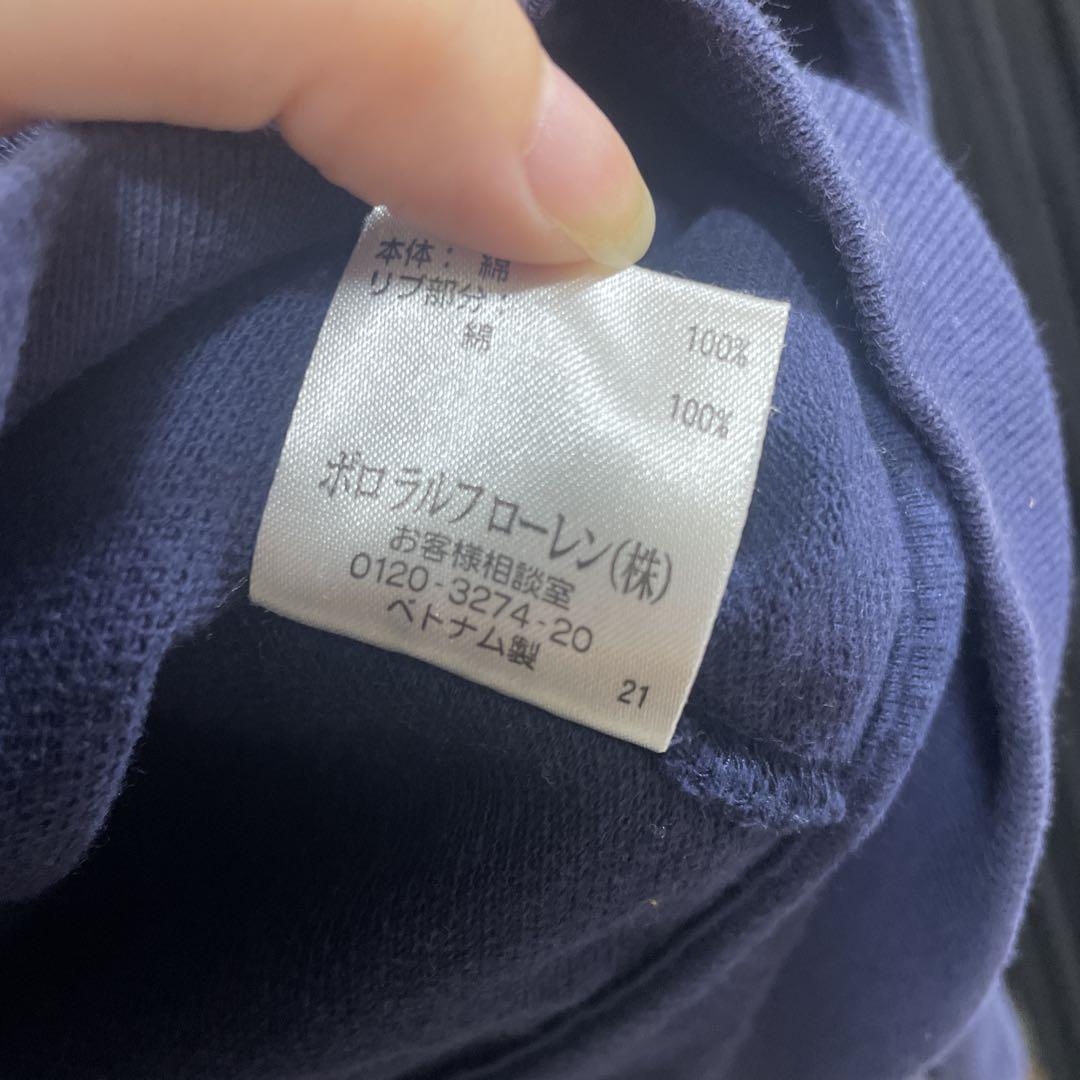 本体： 綿 100%
リブ部分：
綿 100%
ポロ ラルフ ローレン(株)
お客様相談室
0120-3274-20
ベトナム製
21